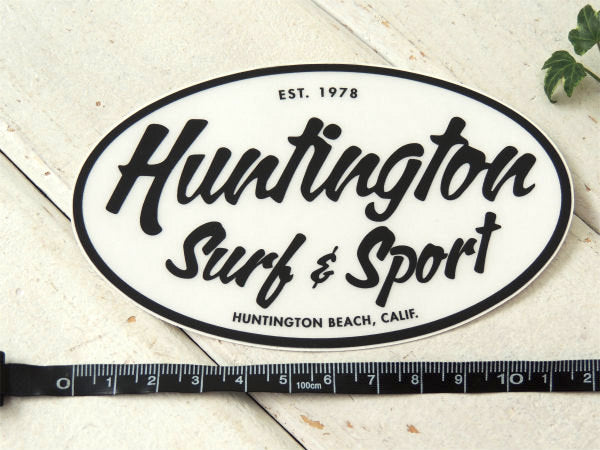 EST. 1978
Huntington
Surf & Sport
HUNTINGTON BEACH, CALIF.
0 1 2 3 4 5 6 7 8 9 10 1 2
100cm